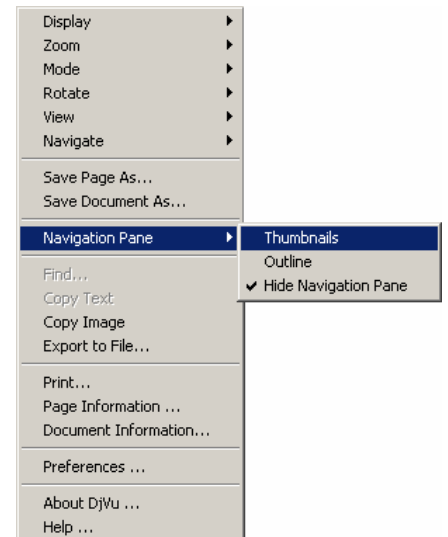 Display
Zoom
Mode
Rotate
View
Navigate
Save Page As...
Save Document As...
Navigation Pane
Thumbnails
Outline
Hide Navigation Pane
Find...
Copy Text
Copy Image
Export to File...
Print...
Page Information ...
Document Information...
Preferences ...
About DjVu ...
Help ...